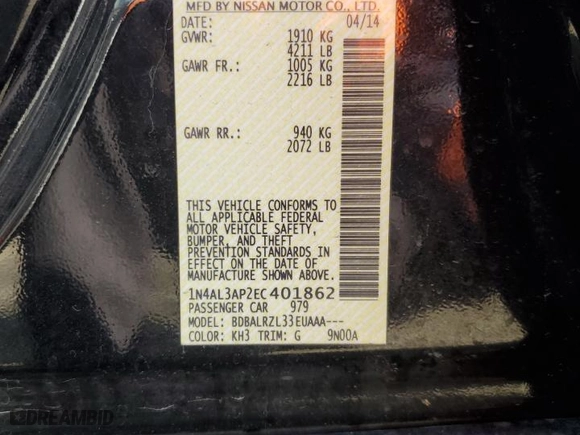 MFD BY NISSAN MOTOR CO., LTD.
DATE: 04/14
GVWR: 1910 KG
4211 LB
GAWR FR.: 1005 KG
2216 LB
GAWR RR.: 940 KG
2072 LB
THIS VEHICLE CONFORMS TO
ALL APPLICABLE FEDERAL
MOTOR VEHICLE SAFETY,
BUMPER, AND THEFT
PREVENTION STANDARDS IN
EFFECT ON THE DATE OF
MANUFACTURE SHOWN ABOVE.
1N4AL3AP2EC401862
PASSENGER CAR 979
MODEL: BDBALRZL33EUAAA---
COLOR: KH3 TRIM: G 9N00A
DREAMBID